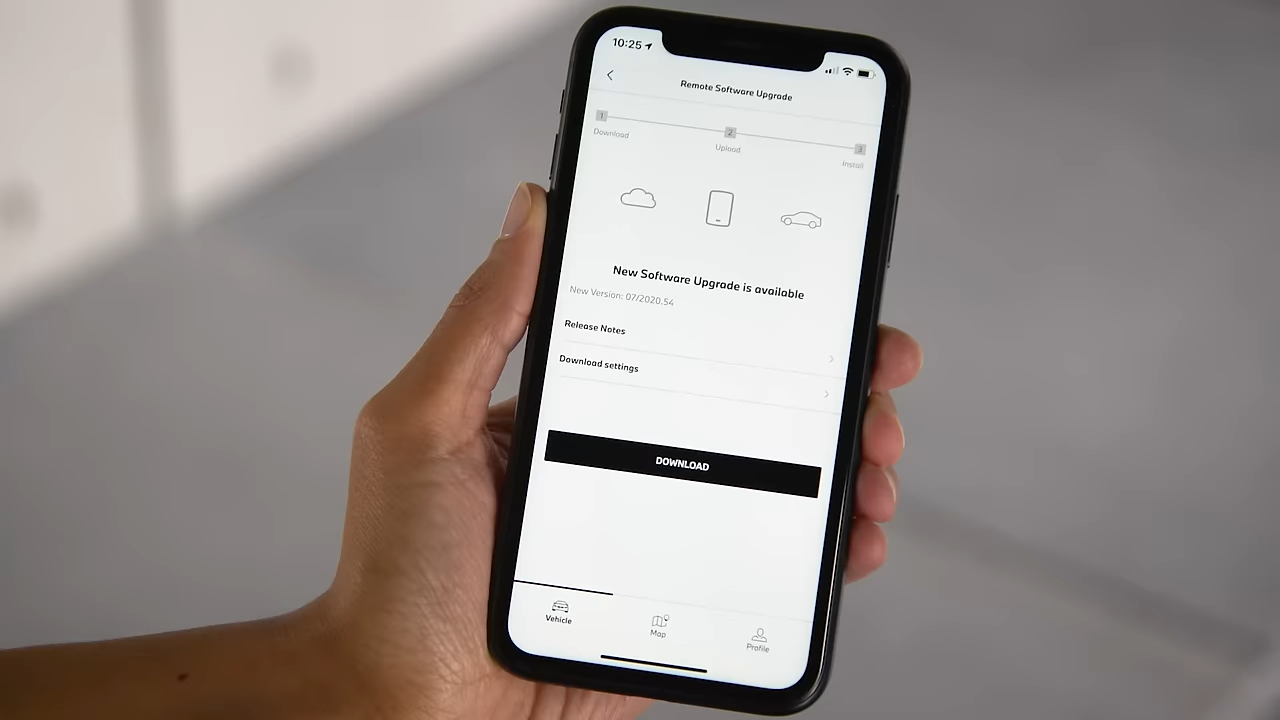 10:25
Remote Software Upgrade
1
2
3
Download
Upload
Install
New Software Upgrade is available
New Version: 07/2020.54
Release Notes
Download settings
DOWNLOAD
Vehicle
Map
Profile